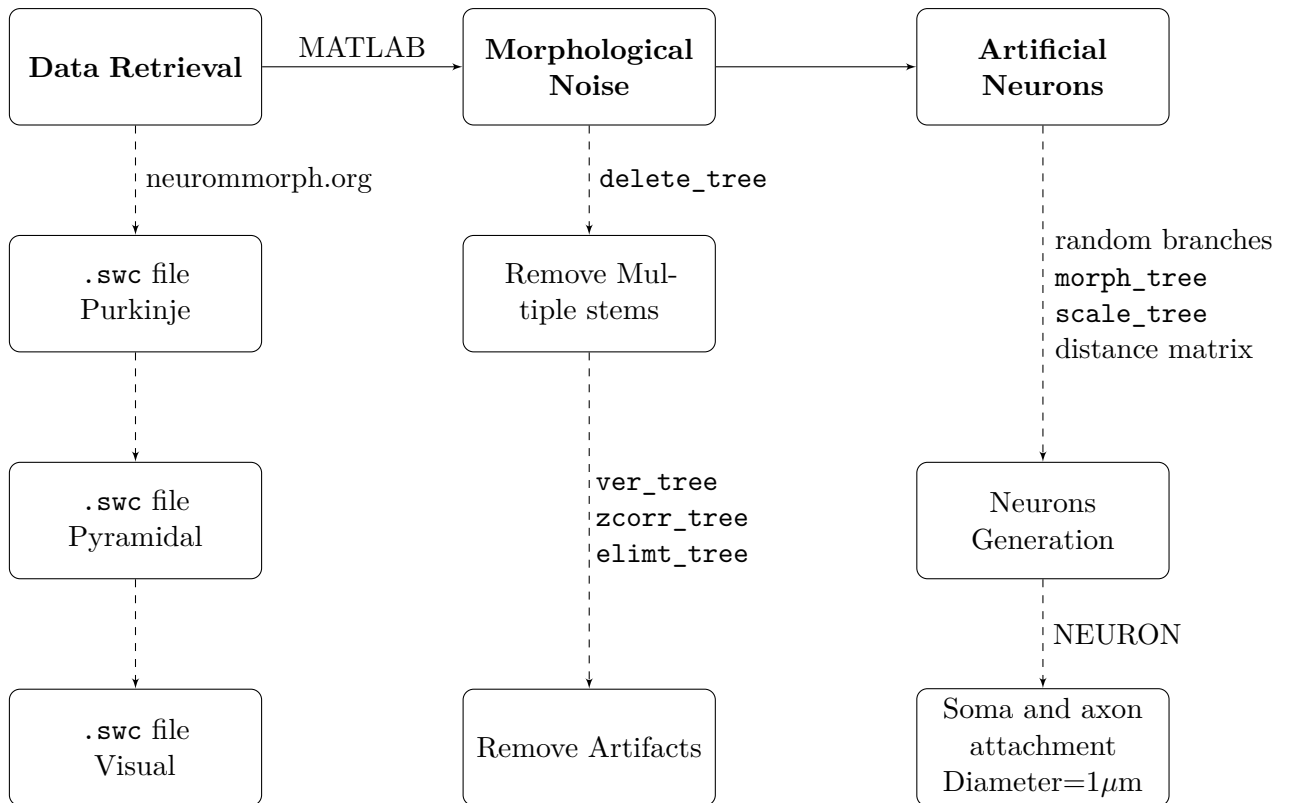 Data Retrieval
MATLAB
Morphological
Noise
Artificial
Neurons
neurommorph.org
delete_tree
random branches
morph_tree
scale_tree
distance matrix
.swc file
Purkinje
Remove Mul-
tiple stems
.swc file
Pyramidal
ver_tree
zcorr_tree
elimt_tree
Neurons
Generation
NEURON
.swc file
Visual
Remove Artifacts
Soma and axon
attachment
Diameter=1μm